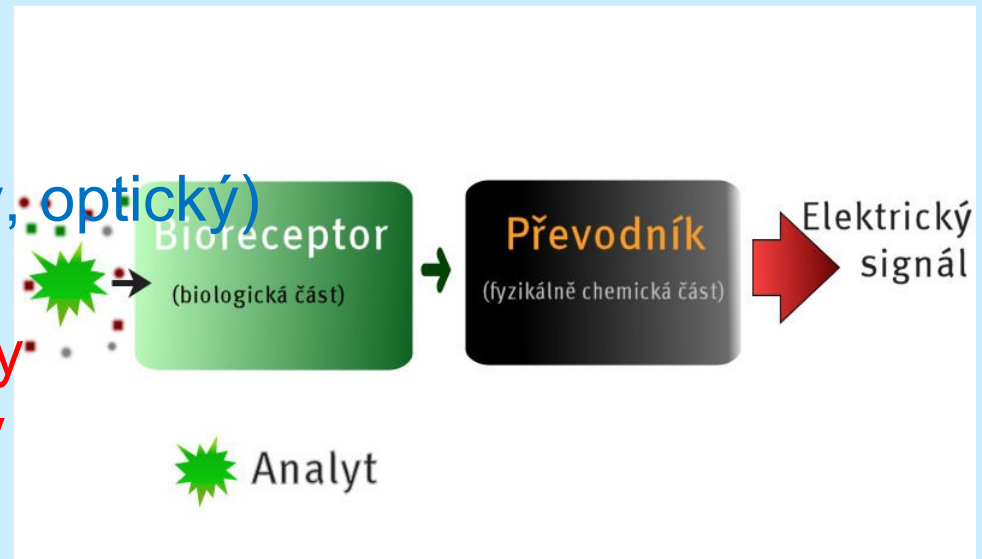 , optický)
Bioreceptor
(biologická část)
Převodník
(fyzikálně chemická část)
Elektrický
signál
y
Analyt